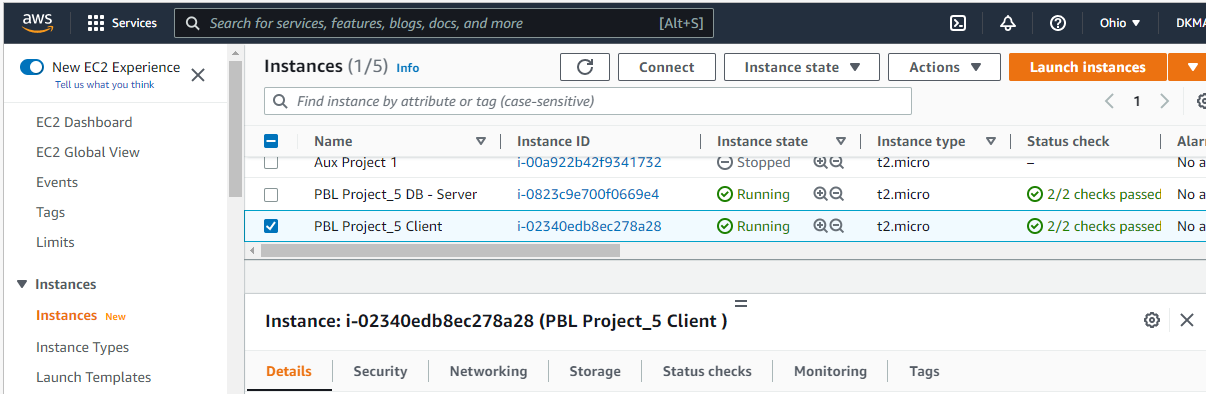 aws Services Search for services, features, blogs, docs, and more [Alt+S] Ohio DKMA
New EC2 Experience
Tell us what you think
EC2 Dashboard
EC2 Global View
Events
Tags
Limits
Instances
Instances New
Instance Types
Launch Templates
Instances (1/5) Info Connect Instance state Actions Launch instances
Find instance by attribute or tag (case-sensitive) 1
Name Instance ID Instance state Instance type Status check Alar
Aux Project 1 i-00a922b42f9341732 Stopped t2.micro – No a
PBL Project_5 DB - Server i-0823c9e700f0669e4 Running t2.micro 2/2 checks passed No a
PBL Project_5 Client i-02340edb8ec278a28 Running t2.micro 2/2 checks passed No a
Instance: i-02340edb8ec278a28 (PBL Project_5 Client )
Details Security Networking Storage Status checks Monitoring Tags